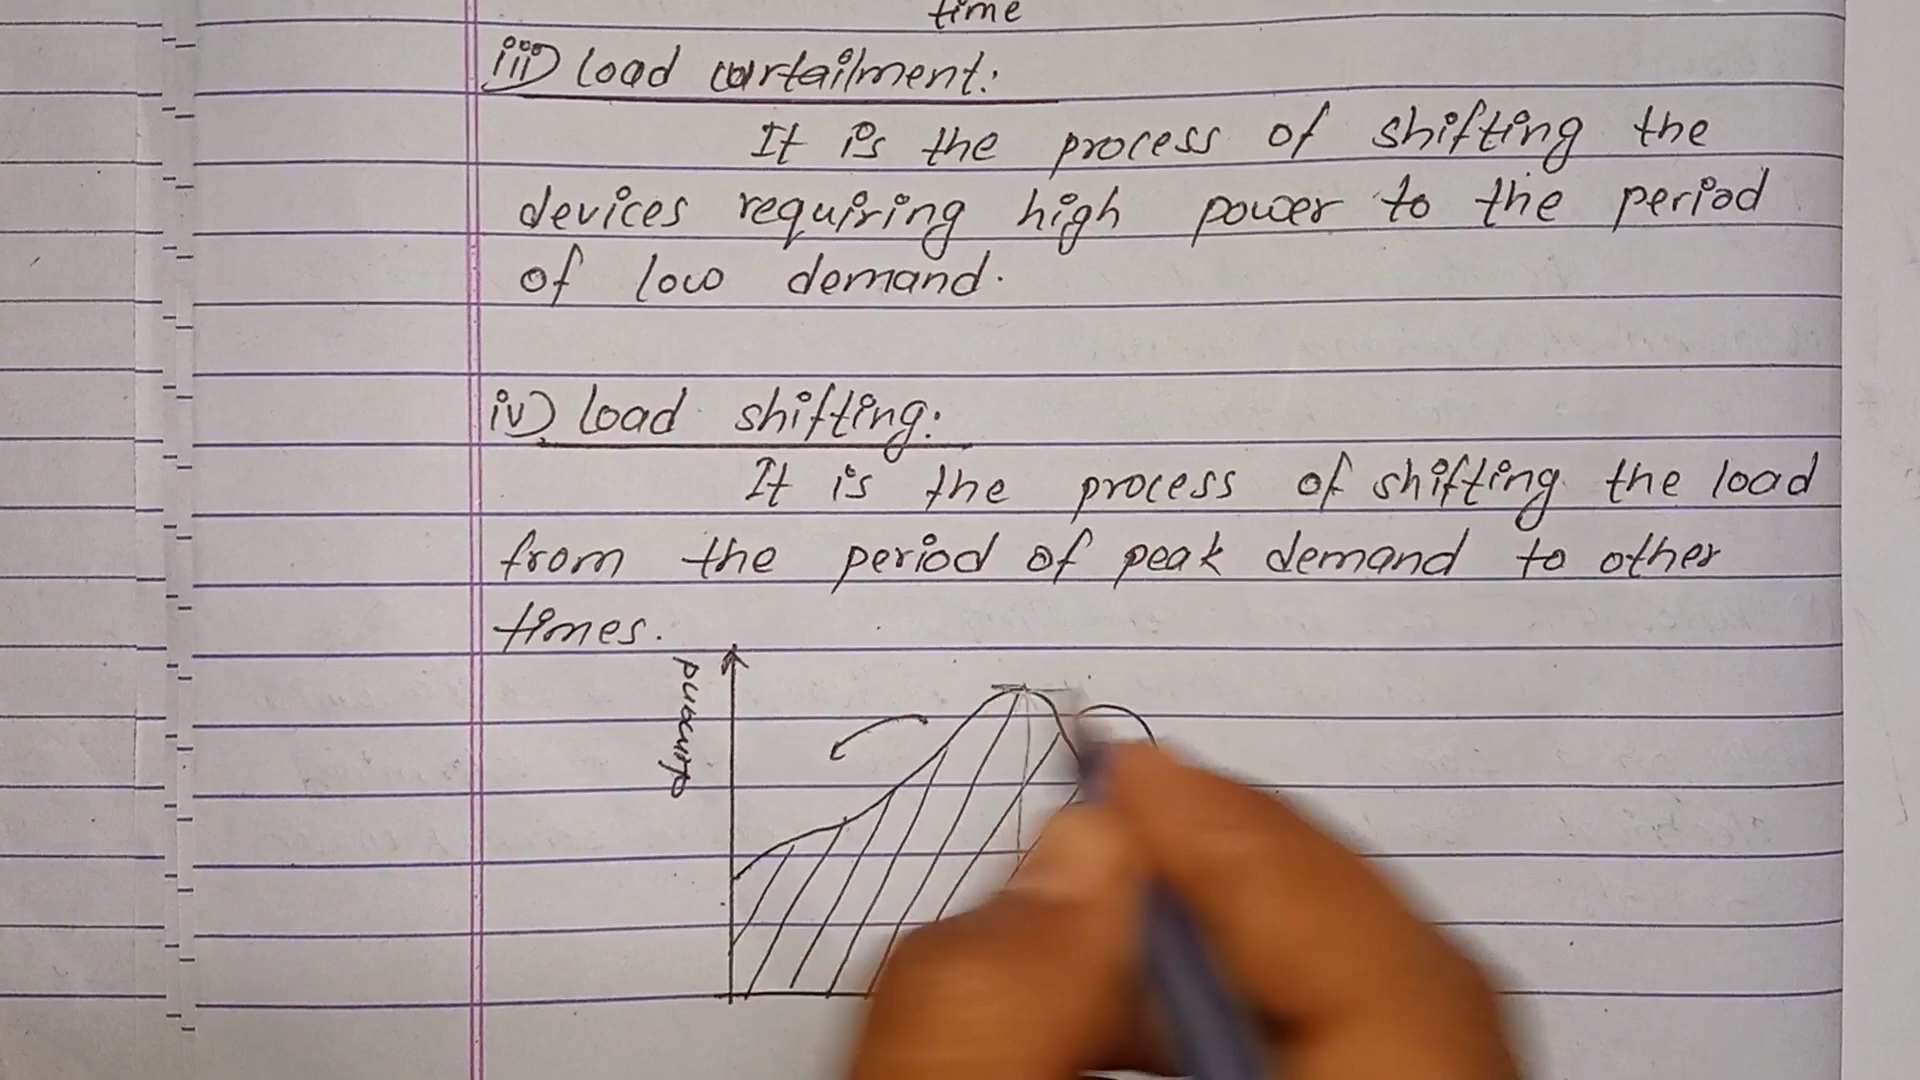 time
iii) Load curtailment:
It is the process of shifting the
devices requiring high power to the period
of low demand.
iv) Load shifting:
It is the process of shifting the load
from the period of peak demand to other
times.
demand